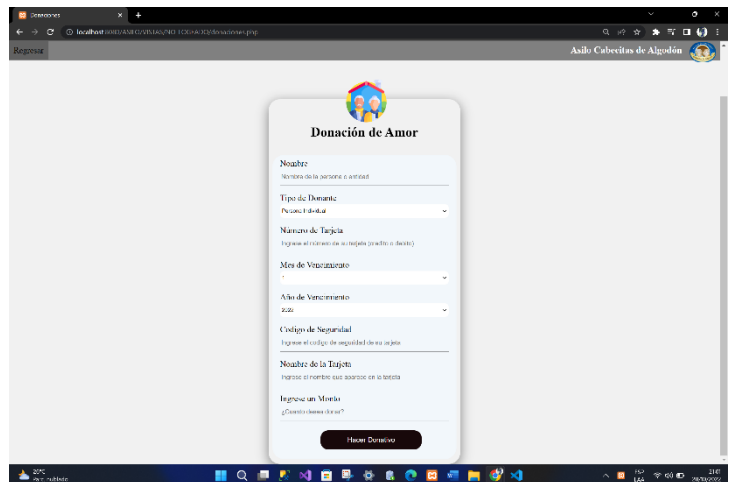 Donaciones
localhost
Regresar
Asilo Cabecitas de Algodón
Donación de Amor
Nombre
Nombre de la persona o entidad
Tipo de Donante
Persona Individual
Número de Tarjeta
Ingrese el número de su tarjeta (credito o debito)
Mes de Vencimiento
Año de Vencimiento
2022
Codigo de Seguridad
Ingrese el codigo de seguridad de su tarjeta
Nombre de la Tarjeta
Ingrese el nombre que aparece en la tarjeta
Ingrese un Monto
¿Cuanto desea donar?
Hacer Donativo
ESP